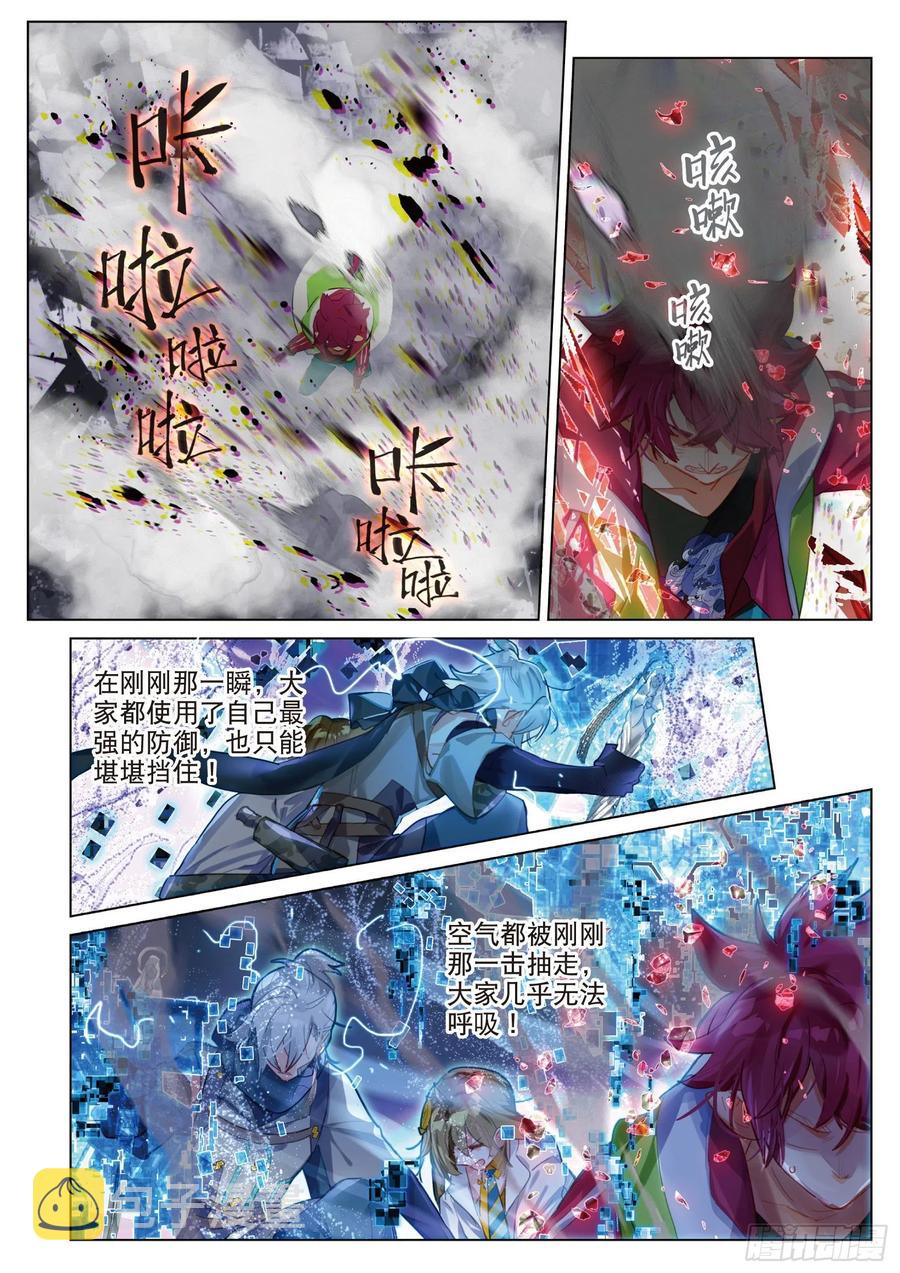 咔
啦
啦
啦
咔
啦
啦
咳
嗽
咳
嗽
在刚刚那一瞬，大
家都使用了自己最
强的防御，也只能
堪堪挡住！
空气都被刚刚
那一击抽走，
大家几乎无法
呼吸！
包子漫画
腾讯动漫